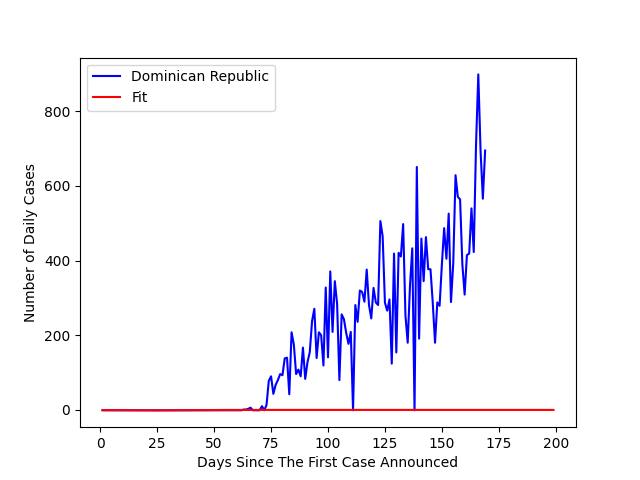 Dominican Republic
Fit
800
600
400
200
0
Number of Daily Cases
0 25 50 75 100 125 150 175 200
Days Since The First Case Announced